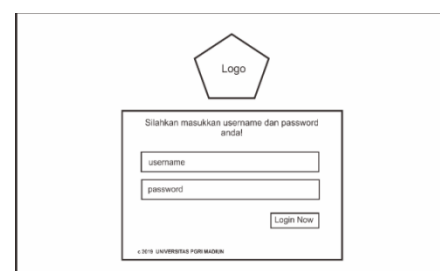 Logo
Silahkan masukkan username dan password
anda!
username
password
Login Now
c 2019 UNIVERSITAS PGRI MADIUN